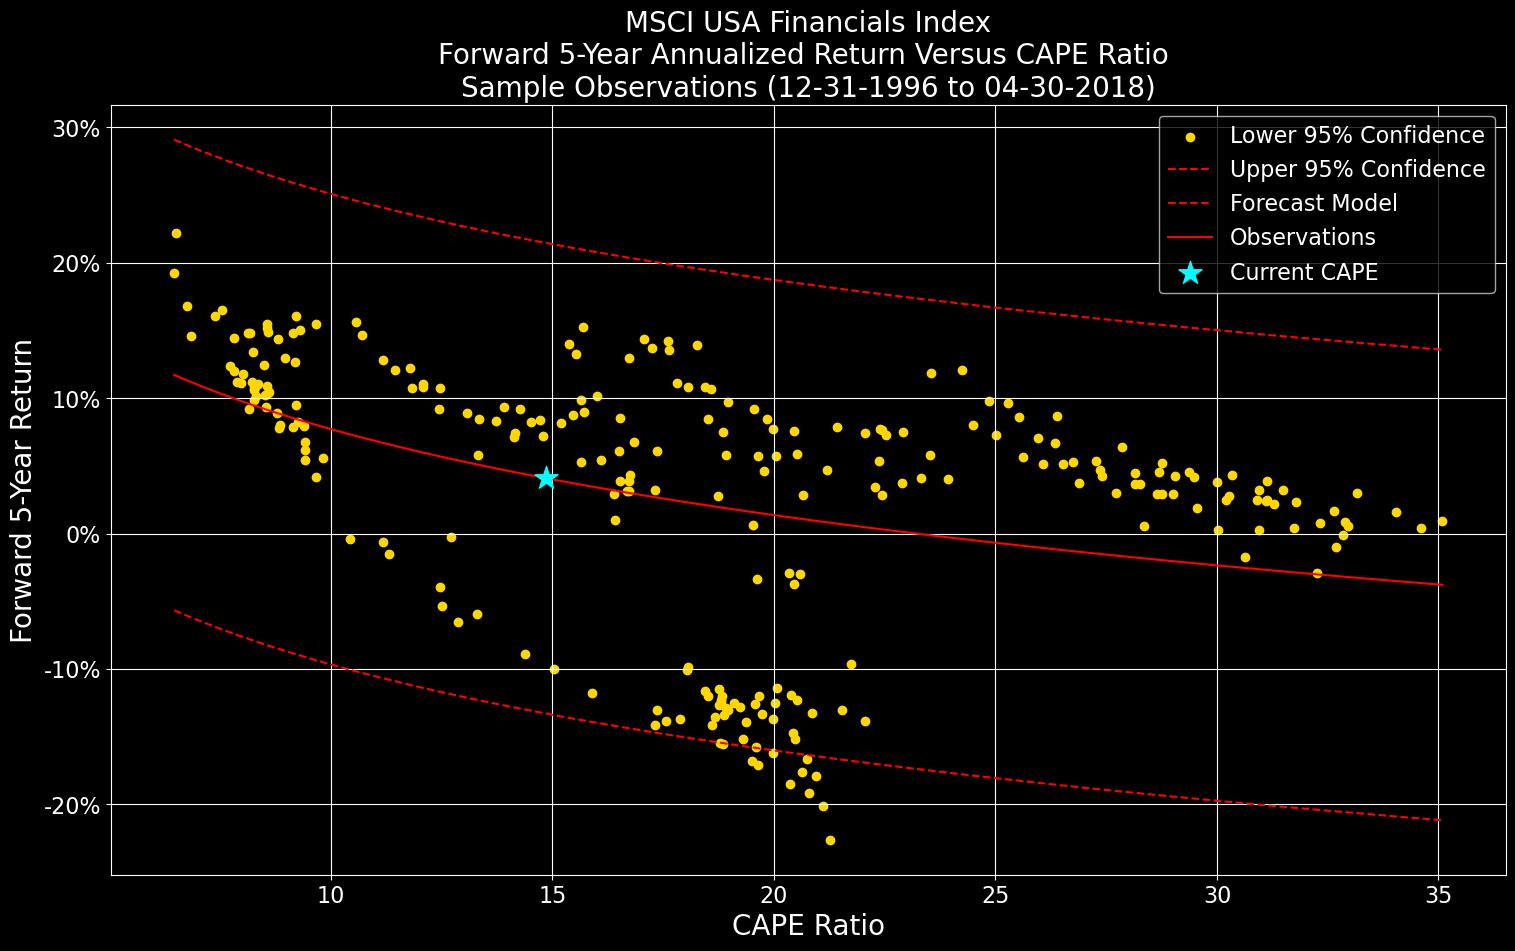 MSCI USA Financials Index
Forward 5-Year Annualized Return Versus CAPE Ratio
Sample Observations (12-31-1996 to 04-30-2018)
Lower 95% Confidence
Upper 95% Confidence
Forecast Model
Observations
Current CAPE
Forward 5-Year Return
30%
20%
10%
0%
-10%
-20%
10 15 20 25 30 35
CAPE Ratio